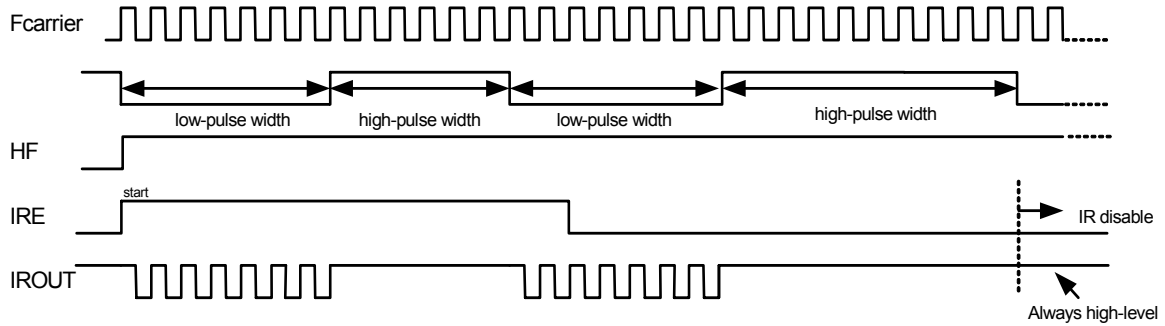 Fcarrier
low-pulse width
high-pulse width
low-pulse width
high-pulse width
HF
start
IRE
IR disable
IROUT
Always high-level